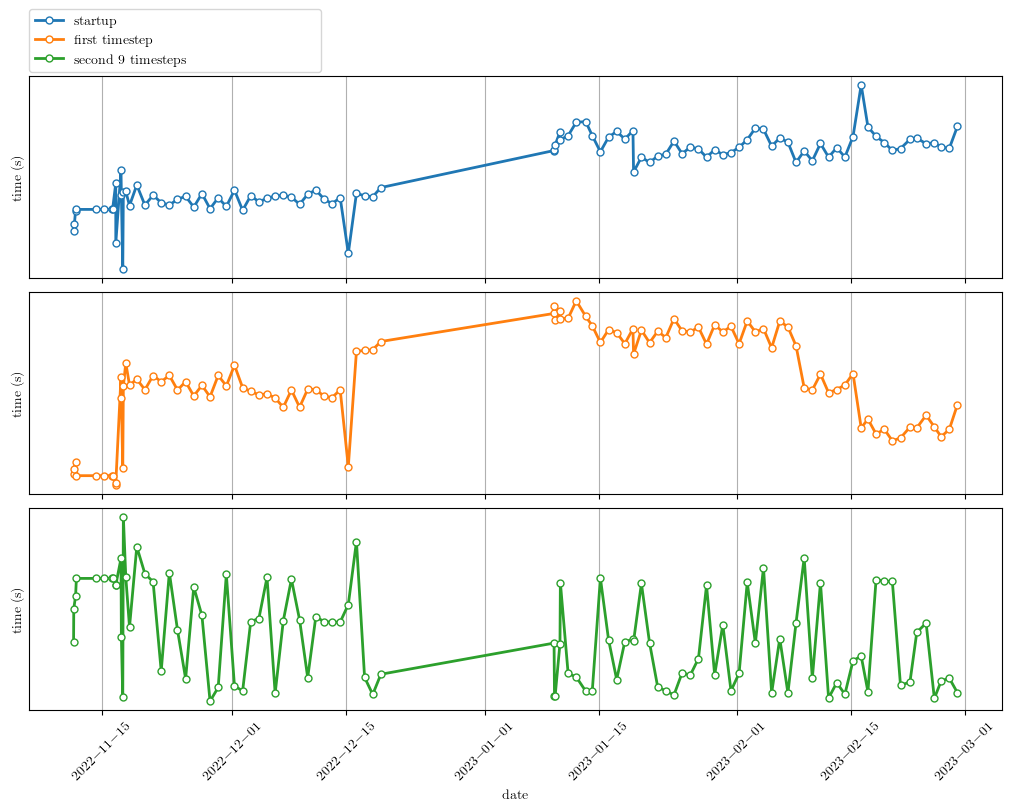 startup
first timestep
second 9 timesteps
time (s)
time (s)
time (s)
2022−11−15
2022−12−01
2022−12−15
2023−01−01
2023−01−15
2023−02−01
2023−02−15
2023−03−01
date